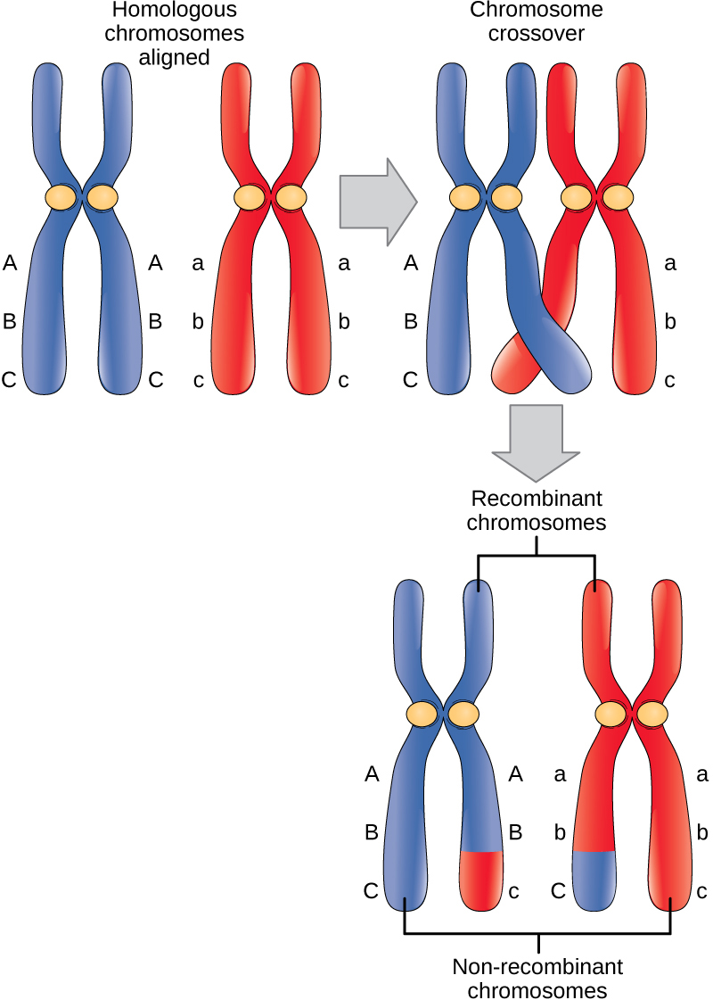 Homologous
chromosomes
aligned
Chromosome
crossover
A A a a A a
B B b b B b
C C c c C c
Recombinant
chromosomes
A A a a
B B b b
C c C c
Non-recombinant
chromosomes